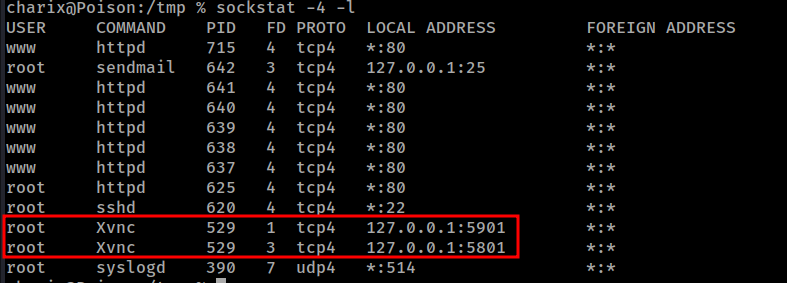 charix@Poison:/tmp % sockstat -4 -l
USER     COMMAND    PID   FD PROTO  LOCAL ADDRESS         FOREIGN ADDRESS
www      httpd      715   4  tcp4   *:80                  *:*
root     sendmail   642   3  tcp4   127.0.0.1:25          *:*
www      httpd      641   4  tcp4   *:80                  *:*
www      httpd      640   4  tcp4   *:80                  *:*
www      httpd      639   4  tcp4   *:80                  *:*
www      httpd      638   4  tcp4   *:80                  *:*
www      httpd      637   4  tcp4   *:80                  *:*
root     httpd      625   4  tcp4   *:80                  *:*
root     sshd       620   4  tcp4   *:22                  *:*
root     Xvnc       529   1  tcp4   127.0.0.1:5901        *:*
root     Xvnc       529   3  tcp4   127.0.0.1:5801        *:*
root     syslogd    390   7  udp4   *:514                 *:*
charix@Poison:/tmp %